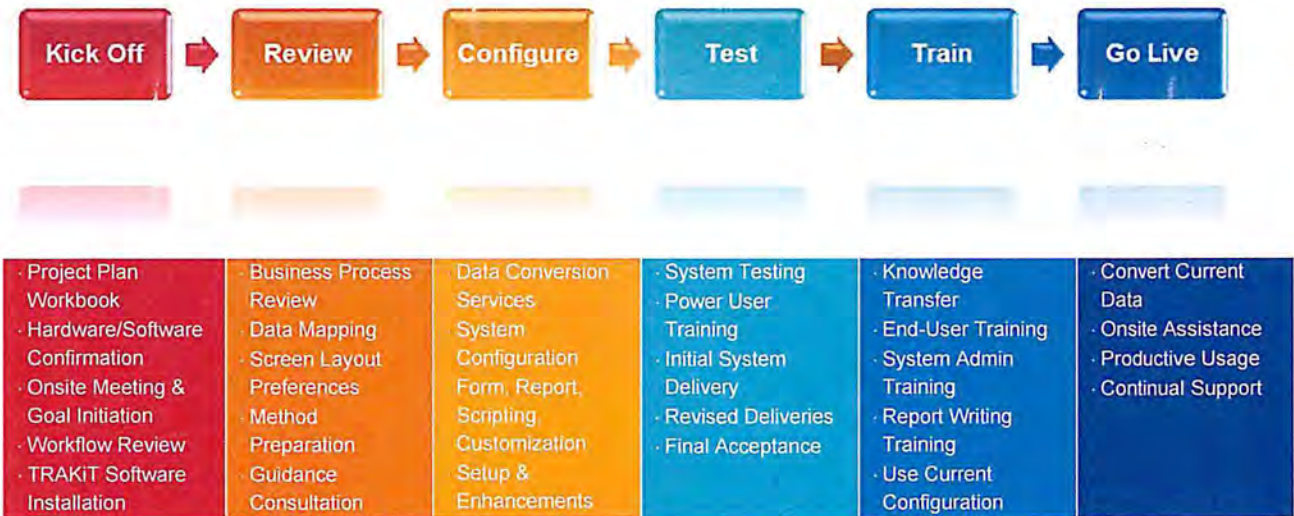 Kick Off
Review
Configure
Test
Train
Go Live
· Project Plan
Workbook
· Hardware/Software
Confirmation
· Onsite Meeting &
Goal Initiation
· Workflow Review
· TRAKiT Software
Installation
· Business Process
Review
· Data Mapping
· Screen Layout
Preferences
· Method
Preparation
· Guidance
Consultation
Data Conversion
Services
System
Configuration
Form, Report,
Scripting
Customization
Setup &
Enhancements
· System Testing
· Power User
Training
· Initial System
Delivery
· Revised Deliveries
· Final Acceptance
· Knowledge
Transfer
· End-User Training
· System Admin
Training
· Report Writing
Training
· Use Current
Configuration
· Convert Current
Data
· Onsite Assistance
· Productive Usage
· Continual Support